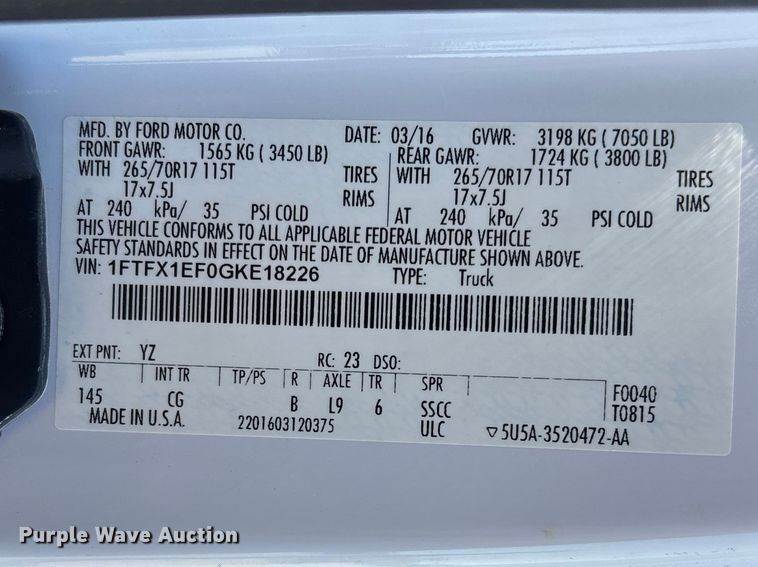 MFD. BY FORD MOTOR CO. DATE: 03/16 GVWR: 3198 KG ( 7050 LB)
FRONT GAWR: 1565 KG ( 3450 LB) REAR GAWR: 1724 KG ( 3800 LB)
WITH 265/70R17 115T TIRES WITH 265/70R17 115T TIRES
17x7.5J RIMS 17x7.5J RIMS
AT 240 kPa/ 35 PSI COLD AT 240 kPa/ 35 PSI COLD
THIS VEHICLE CONFORMS TO ALL APPLICABLE FEDERAL MOTOR VEHICLE
SAFETY STANDARDS IN EFFECT ON THE DATE OF MANUFACTURE SHOWN ABOVE.
VIN: 1FTFX1EF0GKE18226 TYPE: Truck
EXT PNT: YZ RC: 23 DSO:
WB INT TR TP/PS R AXLE TR SPR F0040
145 CG B L9 6 SSCC T0815
MADE IN U.S.A. 2201603120375 ULC ▽5U5A-3520472-AA
Purple Wave Auction